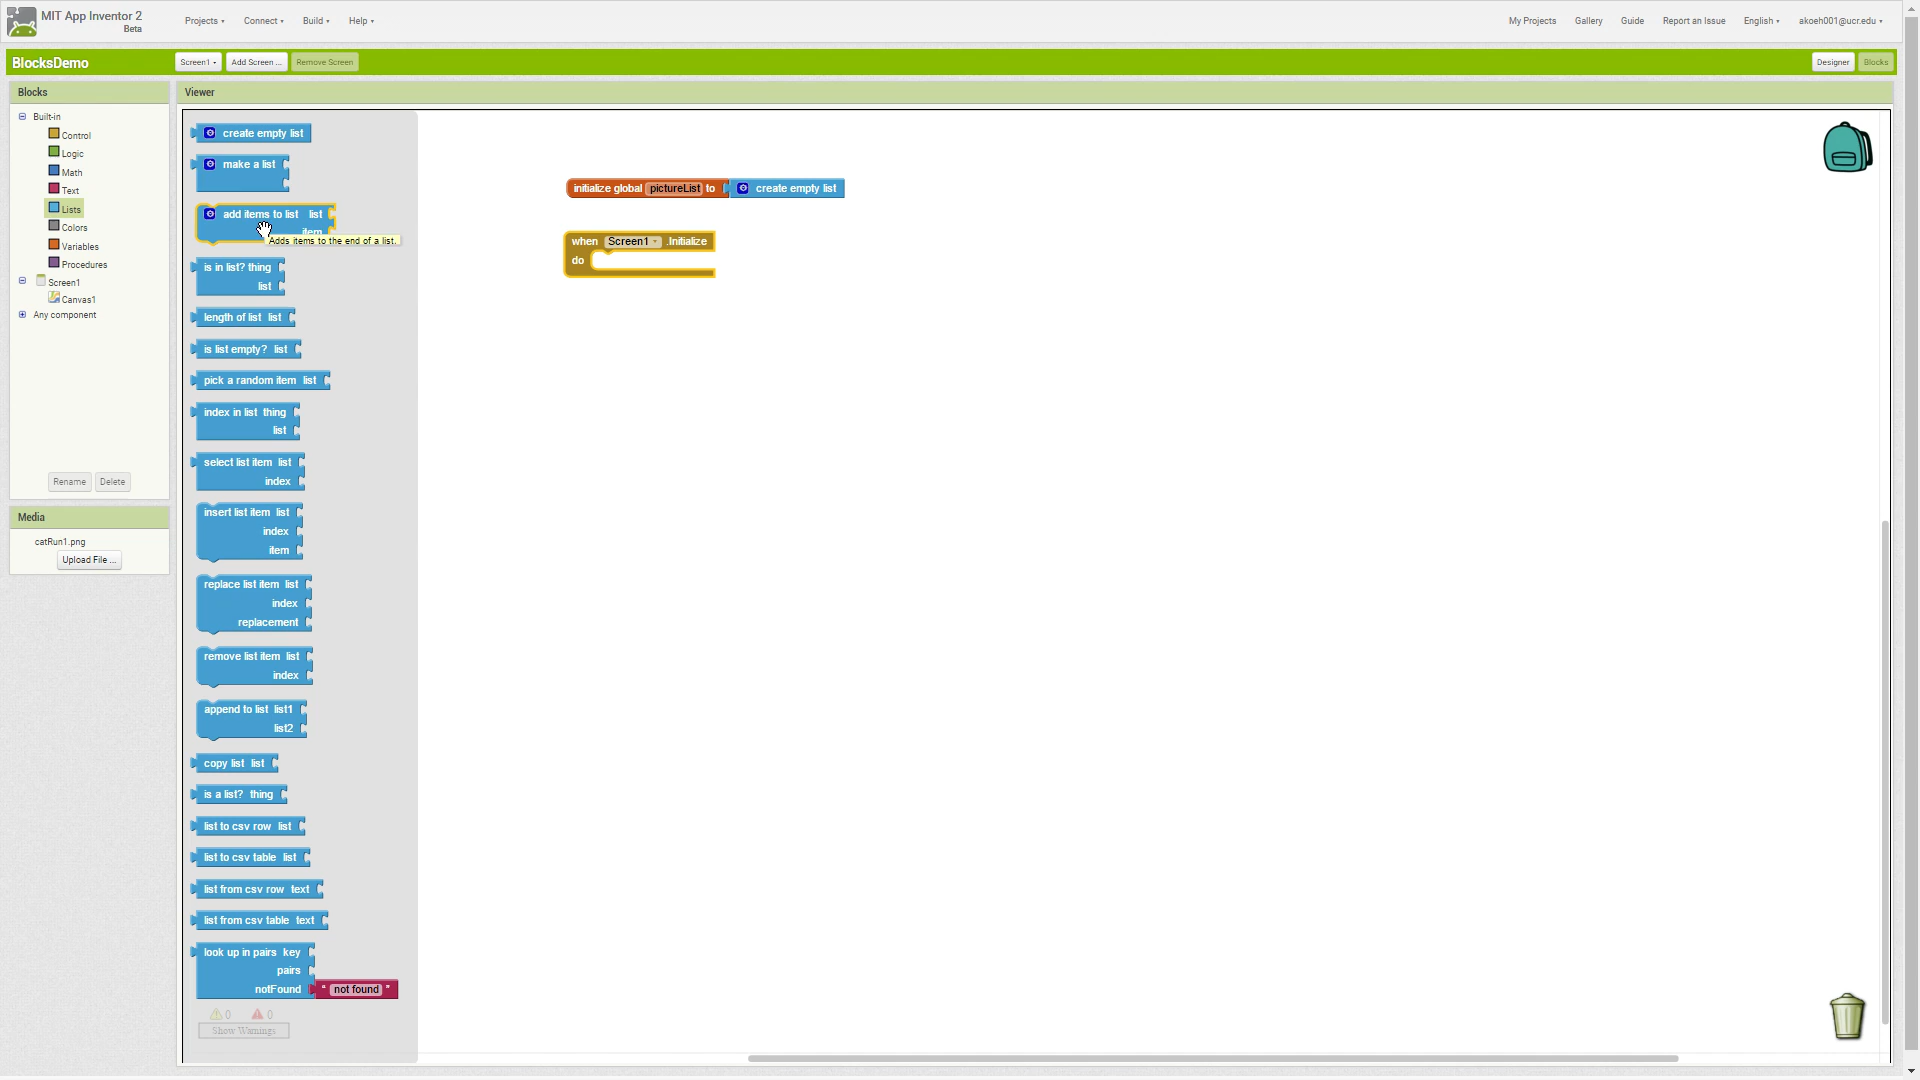 MIT App Inventor 2
Beta
Projects Connect Build Help
My Projects Gallery Guide Report an Issue English akoeh001@ucr.edu
BlocksDemo
Screen1 Add Screen ... Remove Screen
Designer Blocks
Blocks
Viewer
Built-in
Control
Logic
Math
Text
Lists
Colors
Variables
Procedures
Screen1
Canvas1
Any component
Rename Delete
Media
catRun1.png
Upload File ...
create empty list
make a list
add items to list list
item
Adds items to the end of a list.
is in list? thing
list
length of list list
is list empty? list
pick a random item list
index in list thing
list
select list item list
index
insert list item list
index
item
replace list item list
index
replacement
remove list item list
index
append to list list1
list2
copy list list
is a list? thing
list to csv row list
list to csv table list
list from csv row text
list from csv table text
look up in pairs key
pairs
notFound " not found "
0 0
Show Warnings
initialize global pictureList to create empty list
when Screen1 .Initialize
do